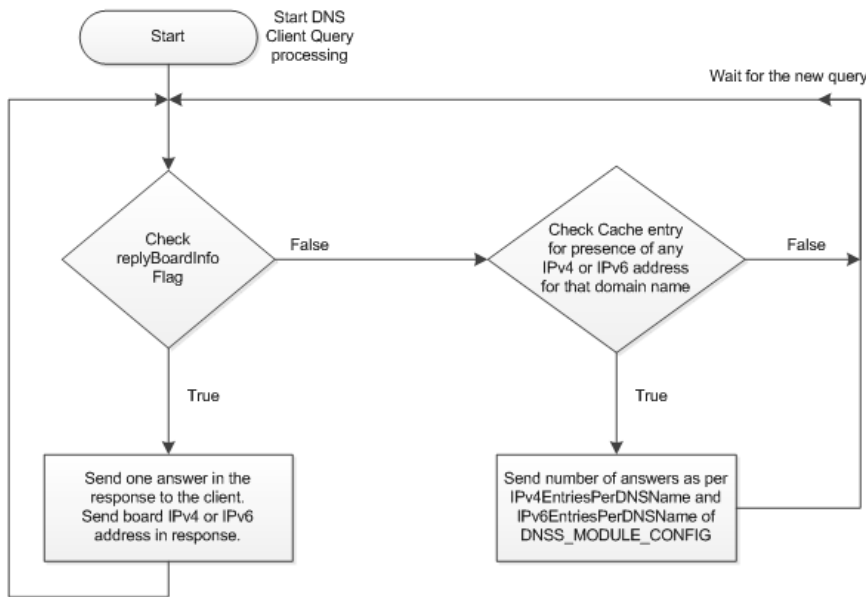 Start
Start DNS
Client Query
processing
Wait for the new query
Check
replyBoardInfo
Flag
False
Check Cache entry
for presence of any
IPv4 or IPv6 address
for that domain name
False
True
True
Send one answer in the
response to the client.
Send board IPv4 or IPv6
address in response.
Send number of answers as per
IPv4EntriesPerDNSName and
IPv6EntriesPerDNSName of
DNSS_MODULE_CONFIG